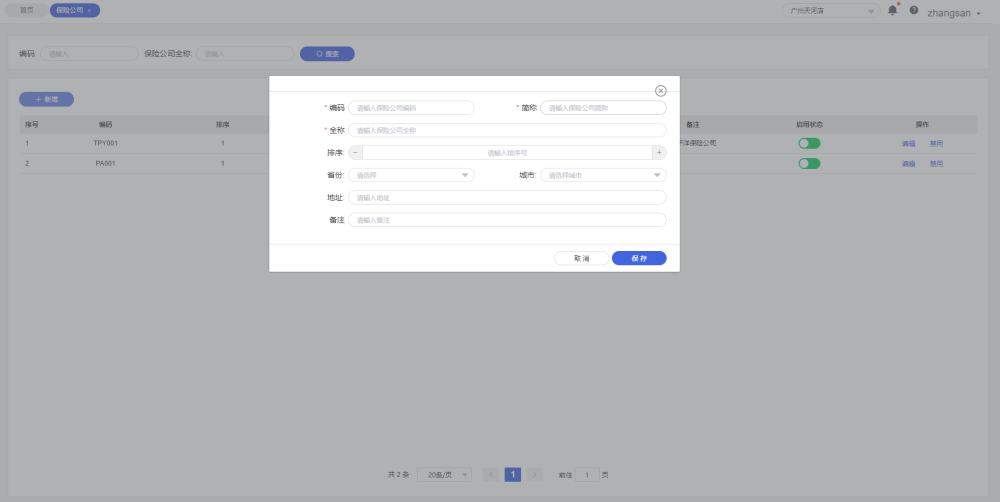 首页 保险公司 × 广州天河店 zhangsan
编码: 请输入 保险公司全称: 请输入 搜索
+ 新增
序号 编码 排序 备注 启用状态 操作
1 TPY001 1 平洋保险公司 编辑 禁用
2 PA001 1 编辑 禁用
* 编码 请输入保险公司编码 * 简称 请输入保险公司简称
* 全称 请输入保险公司全称
排序: − 请输入排序号 +
省份: 请选择 城市: 请选择城市
地址: 请输入地址
备注 请输入备注
取 消 保 存
共 2 条 20条/页 < 1 > 前往 1 页